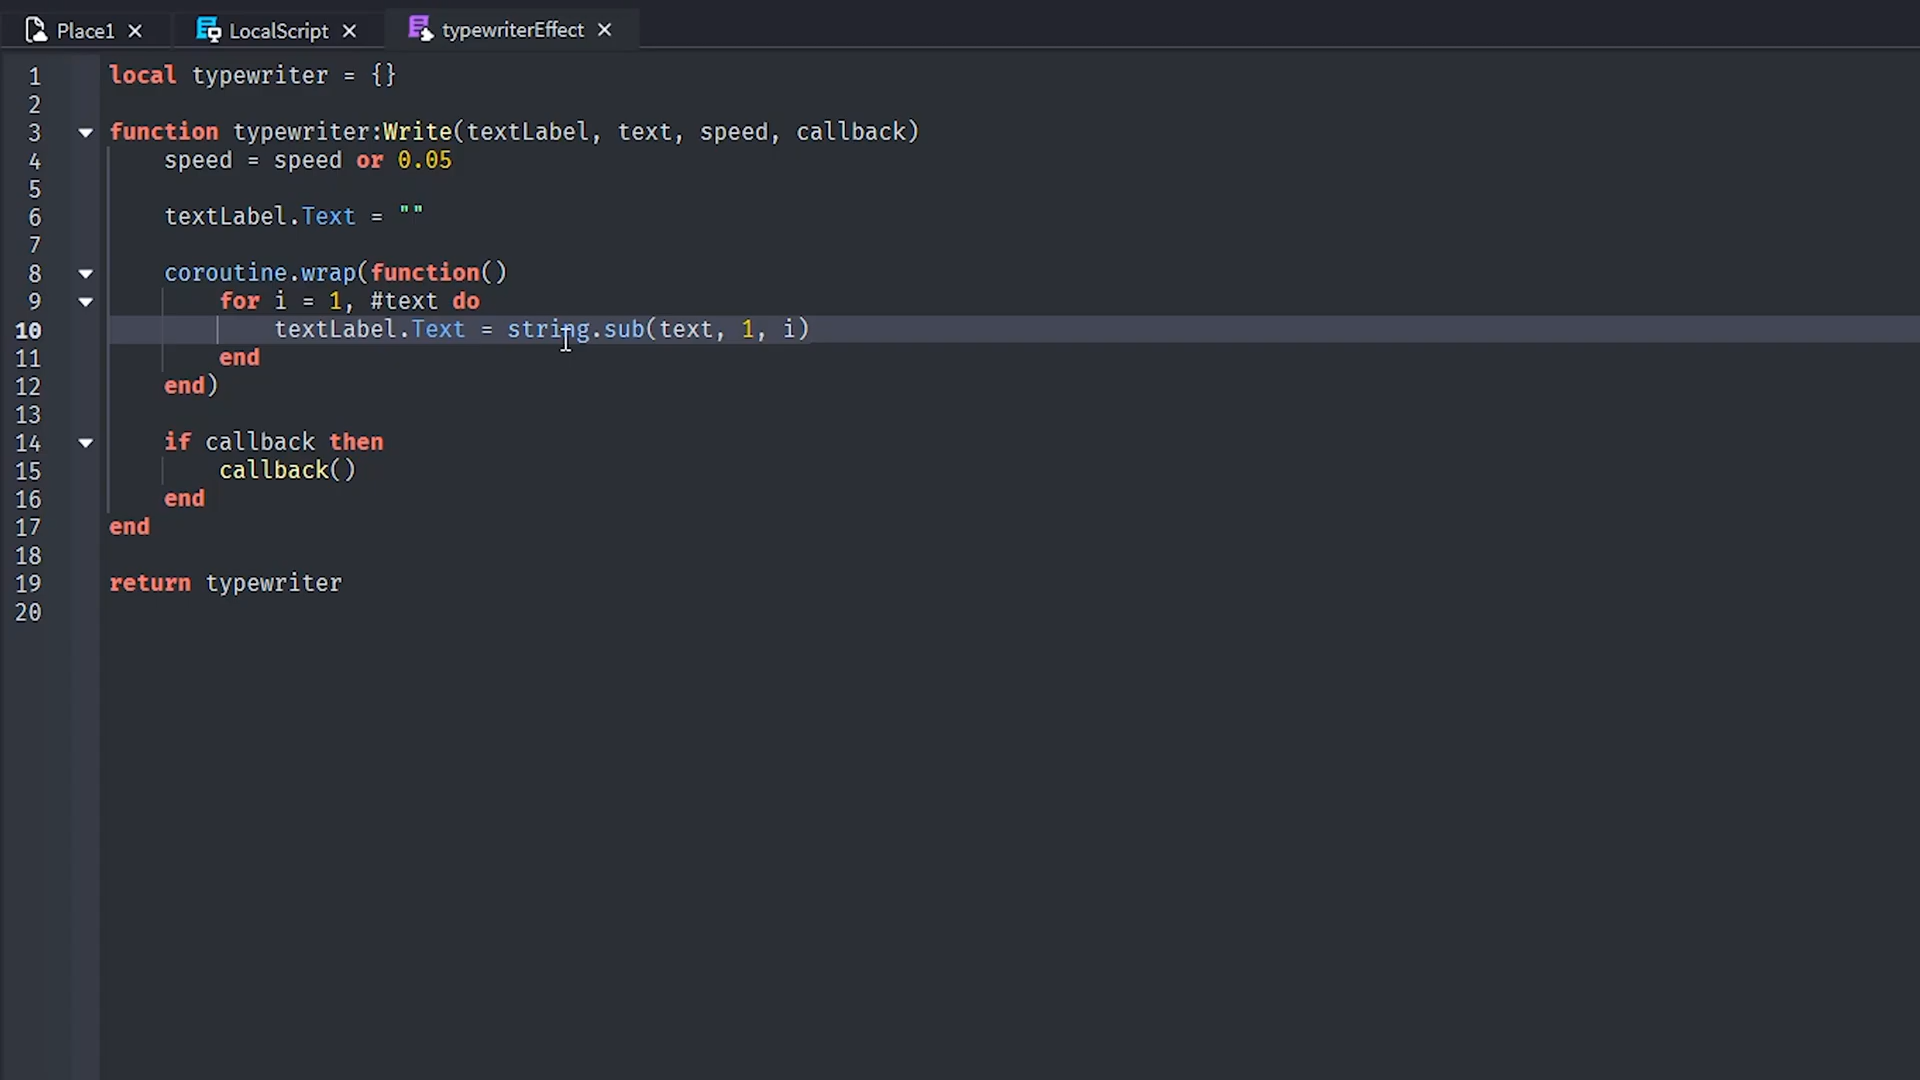 Place1 LocalScript typewriterEffect
1 local typewriter = {}
2
3 function typewriter:Write(textLabel, text, speed, callback)
4 speed = speed or 0.05
5
6 textLabel.Text = ""
7
8 coroutine.wrap(function()
9 for i = 1, #text do
10 textLabel.Text = string.sub(text, 1, i)
11 end
12 end)
13
14 if callback then
15 callback()
16 end
17 end
18
19 return typewriter
20